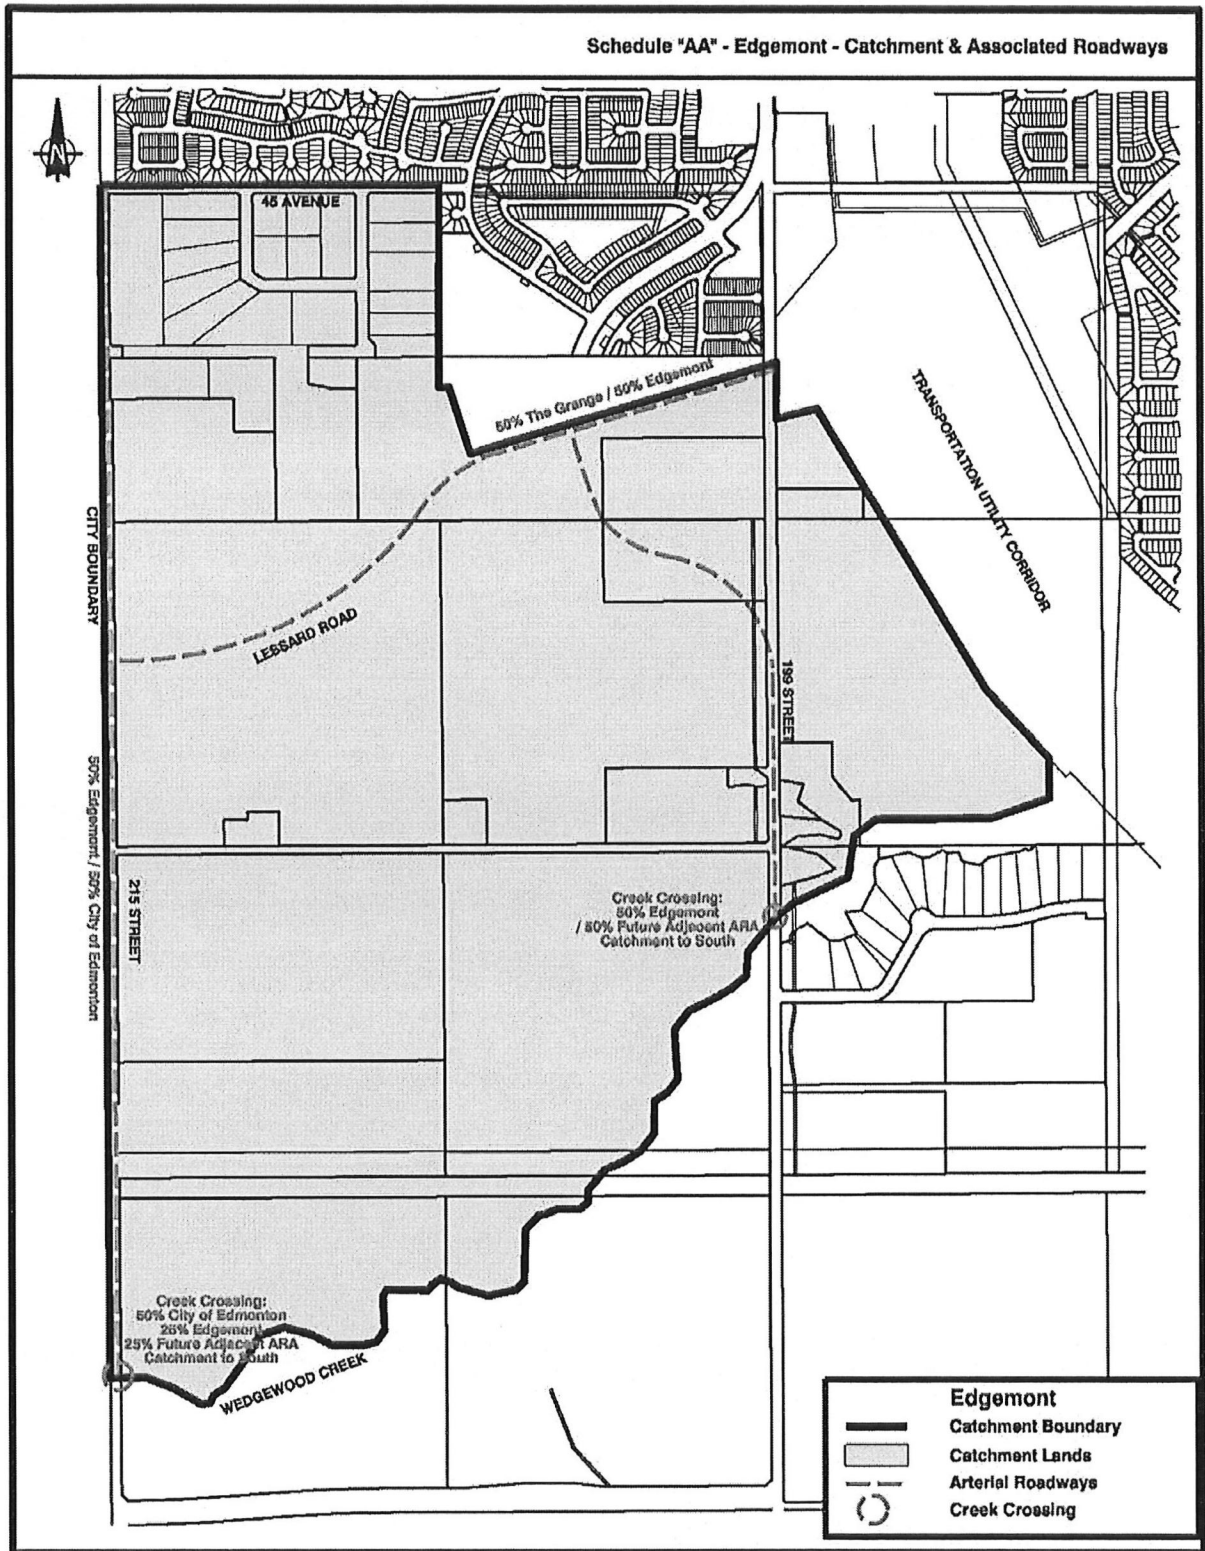 Schedule "AA" - Edgemont - Catchment & Associated Roadways
N
45 AVENUE
50% The Grange / 50% Edgemont
TRANSPORTATION UTILITY CORRIDOR
CITY BOUNDARY
LESSARD ROAD
199 STREET
50% Edgemont / 50% City of Edmonton
215 STREET
Creek Crossing:
50% Edgemont
/ 50% Future Adjacent ARA
Catchment to South
Creek Crossing:
50% City of Edmonton
25% Edgemont
25% Future Adjacent ARA
Catchment to South
WEDGEWOOD CREEK
Edgemont
Catchment Boundary
Catchment Lands
Arterial Roadways
Creek Crossing